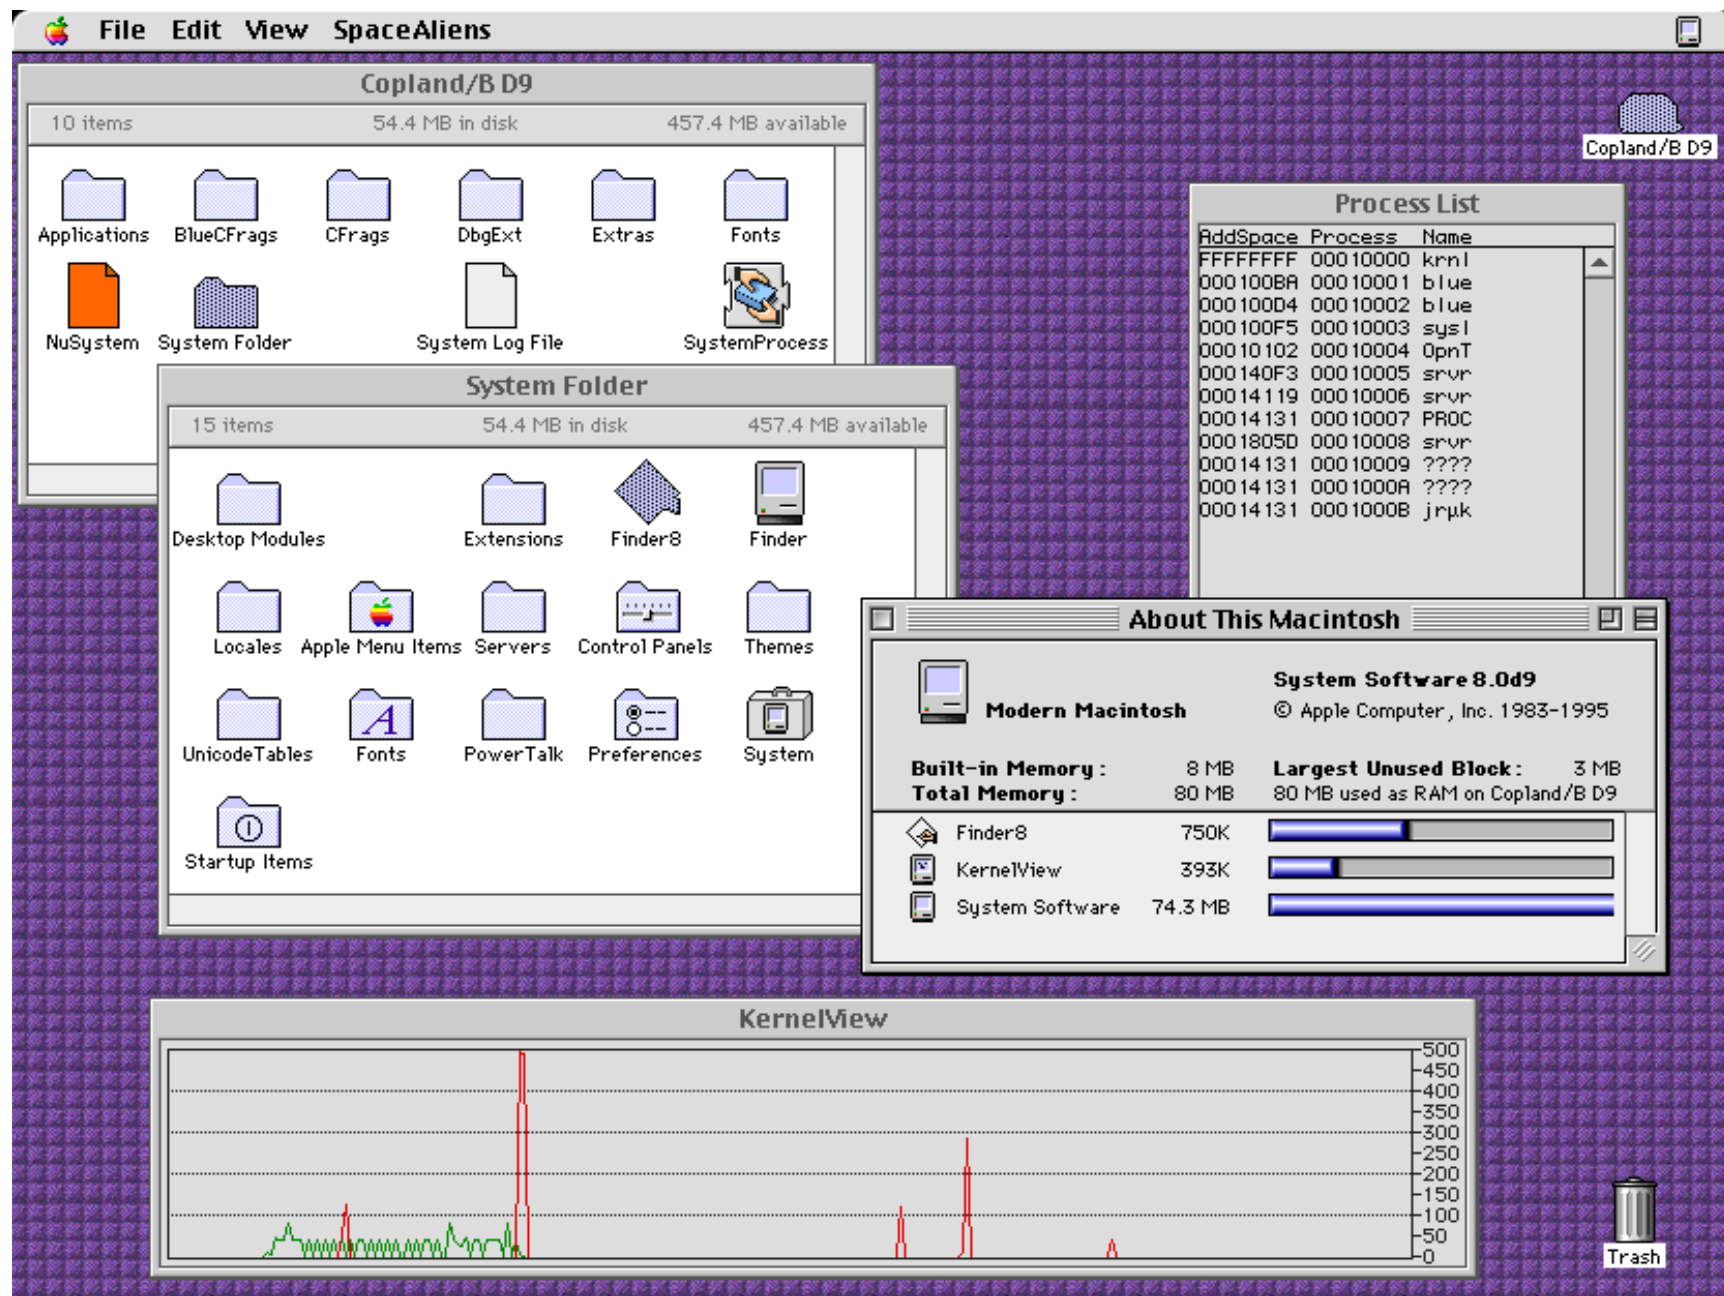 File Edit View SpaceAliens
Copland/B D9
10 items 54.4 MB in disk 457.4 MB available
Applications BlueCFrags CFrags DbgExt Extras Fonts
NuSystem System Folder System Log File SystemProcess
System Folder
15 items 54.4 MB in disk 457.4 MB available
Desktop Modules Extensions Finder8 Finder
Locales Apple Menu Items Servers Control Panels Themes
UnicodeTables Fonts PowerTalk Preferences System
Startup Items
Copland/B D9
Process List
AddSpace Process Name
FFFFFFFF 00010000 krnl
000100BA 00010001 blue
000100D4 00010002 blue
000100F5 00010003 sysl
00010102 00010004 OpnT
000140F3 00010005 srvr
00014119 00010006 srvr
00014131 00010007 PROC
0001805D 00010008 srvr
00014131 00010009 ????
00014131 0001000A ????
00014131 0001000B jrµk
About This Macintosh
System Software 8.0d9
Modern Macintosh © Apple Computer, Inc. 1983-1995
Built-in Memory: 8 MB Largest Unused Block: 3 MB
Total Memory: 80 MB 80 MB used as RAM on Copland/B D9
Finder8 750K
KernelView 393K
System Software 74.3 MB
KernelView
500
450
400
350
300
250
200
150
100
50
0
Trash